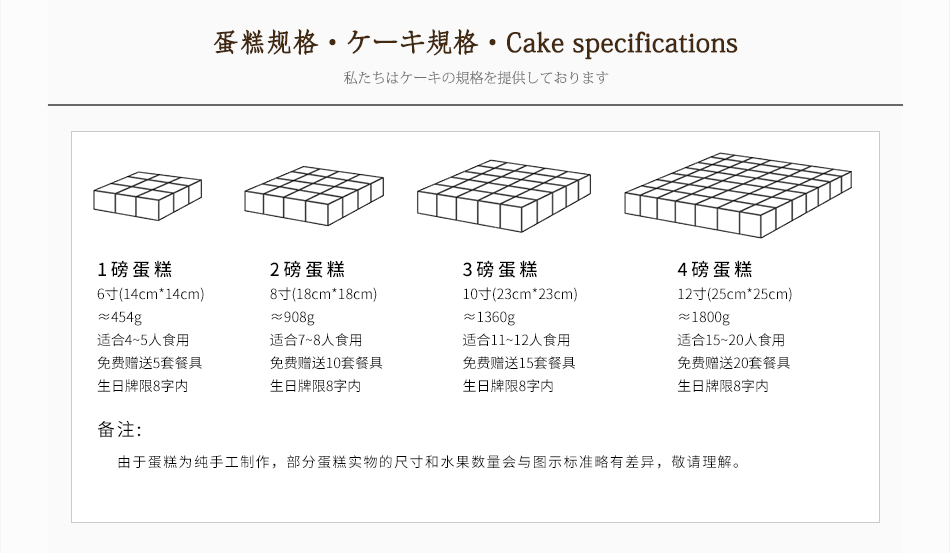 蛋糕规格·ケーキ規格·Cake specifications
私たちはケーキの規格を提供しております
1磅蛋糕
6寸(14cm*14cm)
≈454g
适合4~5人食用
免费赠送5套餐具
生日牌限8字内
2磅蛋糕
8寸(18cm*18cm)
≈908g
适合7~8人食用
免费赠送10套餐具
生日牌限8字内
3磅蛋糕
10寸(23cm*23cm)
≈1360g
适合11~12人食用
免费赠送15套餐具
生日牌限8字内
4磅蛋糕
12寸(25cm*25cm)
≈1800g
适合15~20人食用
免费赠送20套餐具
生日牌限8字内
备注:
由于蛋糕为纯手工制作，部分蛋糕实物的尺寸和水果数量会与图示标准略有差异，敬请理解。